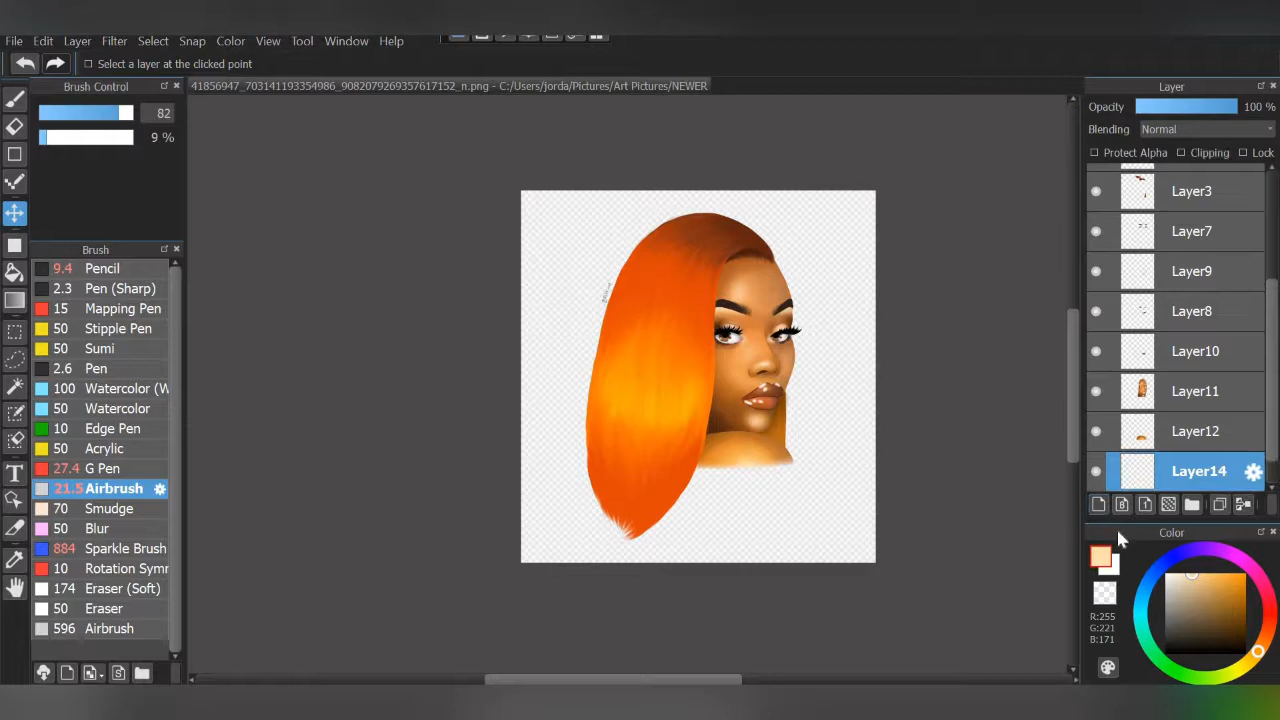 File Edit Layer Filter Select Snap Color View Tool Window Help
Select a layer at the clicked point
Brush Control
82
9 %
41856947_703141193354986_9082079269357617152_n.png - C:/Users/jorda/Pictures/Art Pictures/NEWER
Brush
9.4 Pencil
2.3 Pen (Sharp)
15 Mapping Pen
50 Stipple Pen
50 Sumi
2.6 Pen
100 Watercolor (W
50 Watercolor
10 Edge Pen
50 Acrylic
27.4 G Pen
21.5 Airbrush
70 Smudge
50 Blur
884 Sparkle Brush
10 Rotation Symm
174 Eraser (Soft)
50 Eraser
596 Airbrush
T
S
Layer
Opacity 100 %
Blending Normal
Protect Alpha Clipping Lock
Layer3
Layer7
Layer9
Layer8
Layer10
Layer11
Layer12
Layer14
8 1
Color
R:255
G:221
B:171